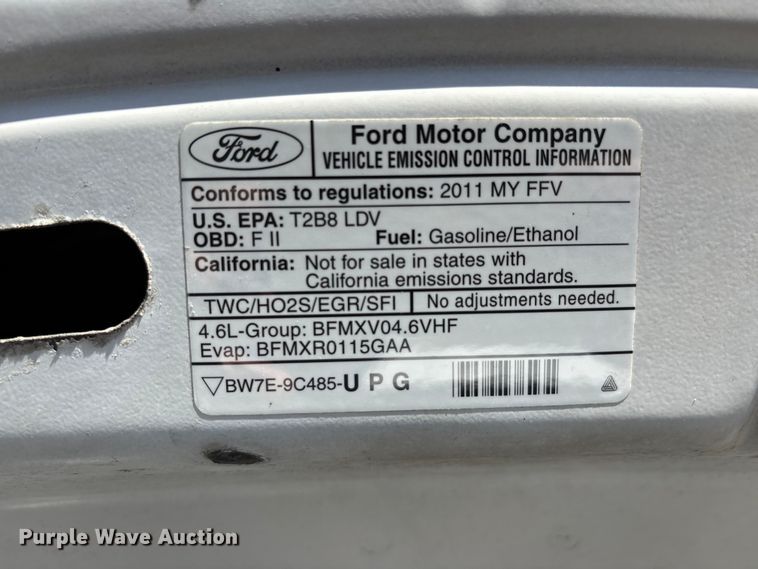 Ford
Ford Motor Company
VEHICLE EMISSION CONTROL INFORMATION
Conforms to regulations: 2011 MY FFV
U.S. EPA: T2B8 LDV
OBD: F II Fuel: Gasoline/Ethanol
California: Not for sale in states with
California emissions standards.
TWC/HO2S/EGR/SFI No adjustments needed.
4.6L-Group: BFMXV04.6VHF
Evap: BFMXR0115GAA
BW7E-9C485-U P G
Purple Wave Auction